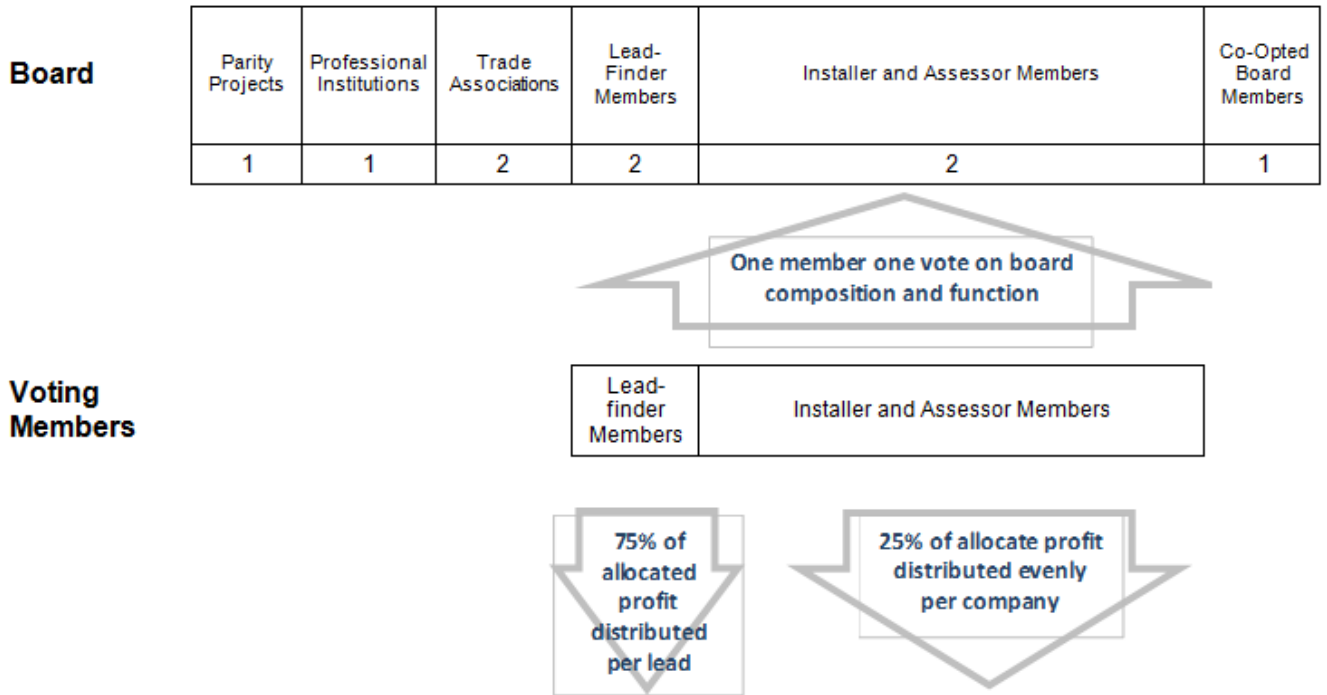 Board
Parity
Projects
Professional
Institutions
Trade
Associations
Lead-
Finder
Members
Installer and Assessor Members
Co-Opted
Board
Members
1
1
2
2
2
1
One member one vote on board
composition and function
Voting
Members
Lead-
finder
Members
Installer and Assessor Members
75% of
allocated
profit
distributed
per lead
25% of allocate profit
distributed evenly
per company